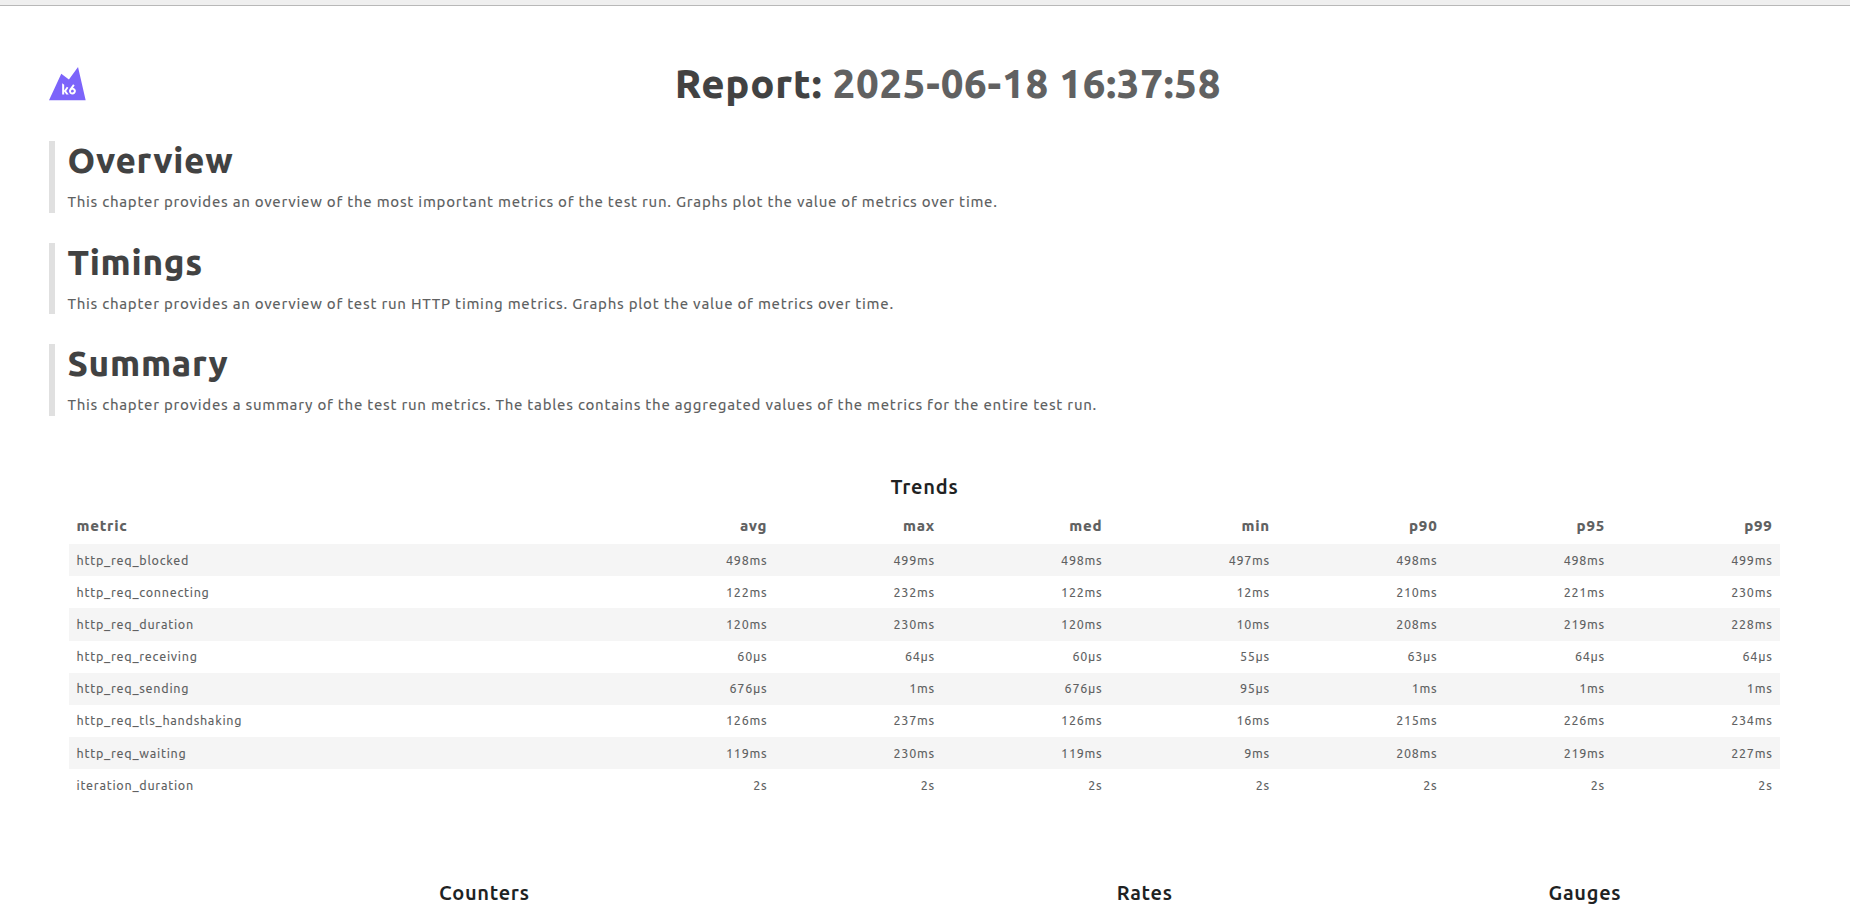 k6
Report: 2025-06-18 16:37:58
Overview
This chapter provides an overview of the most important metrics of the test run. Graphs plot the value of metrics over time.
Timings
This chapter provides an overview of test run HTTP timing metrics. Graphs plot the value of metrics over time.
Summary
This chapter provides a summary of the test run metrics. The tables contains the aggregated values of the metrics for the entire test run.
Trends
metric avg max med min p90 p95 p99
http_req_blocked 498ms 499ms 498ms 497ms 498ms 498ms 499ms
http_req_connecting 122ms 232ms 122ms 12ms 210ms 221ms 230ms
http_req_duration 120ms 230ms 120ms 10ms 208ms 219ms 228ms
http_req_receiving 60µs 64µs 60µs 55µs 63µs 64µs 64µs
http_req_sending 676µs 1ms 676µs 95µs 1ms 1ms 1ms
http_req_tls_handshaking 126ms 237ms 126ms 16ms 215ms 226ms 234ms
http_req_waiting 119ms 230ms 119ms 9ms 208ms 219ms 227ms
iteration_duration 2s 2s 2s 2s 2s 2s 2s
Counters Rates Gauges